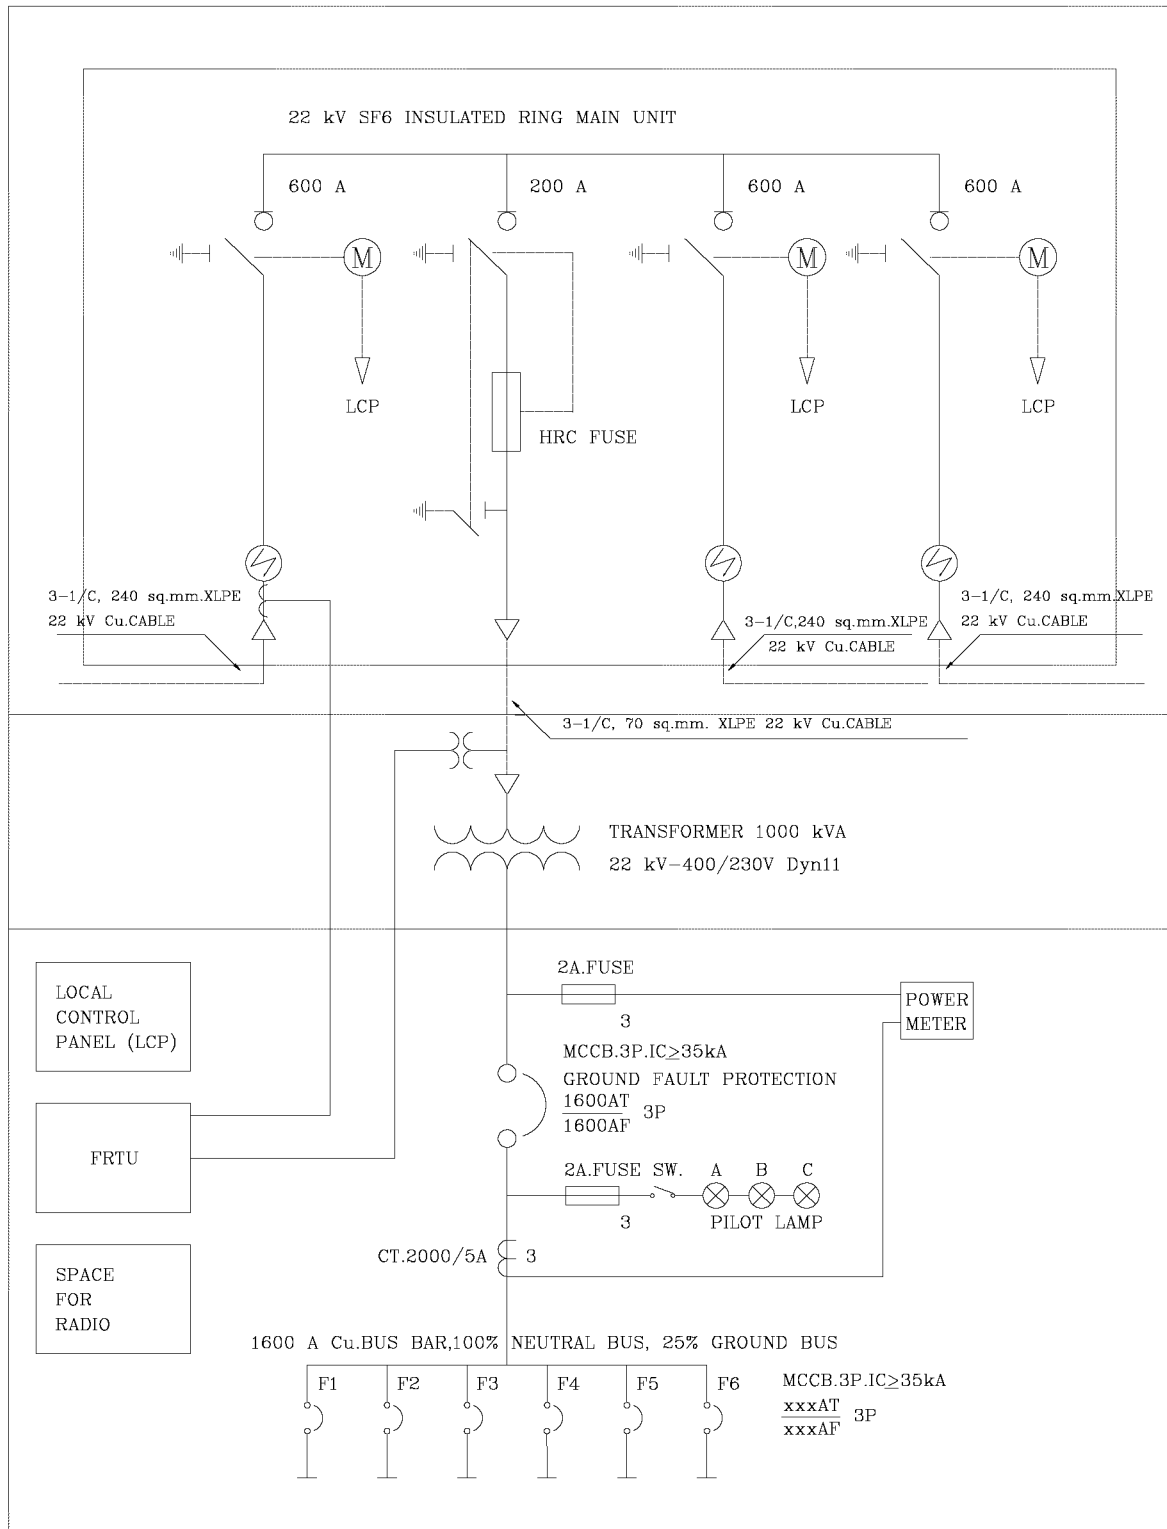 22 kV SF6 INSULATED RING MAIN UNIT
600 A
200 A
600 A
600 A
M
M
M
LCP
LCP
LCP
HRC FUSE
3-1/C, 240 sq.mm.XLPE
22 kV Cu.CABLE
3-1/C,240 sq.mm.XLPE
22 kV Cu.CABLE
3-1/C, 240 sq.mm.XLPE
22 kV Cu.CABLE
3-1/C, 70 sq.mm. XLPE 22 kV Cu.CABLE
TRANSFORMER 1000 kVA
22 kV-400/230V Dyn11
LOCAL
CONTROL
PANEL (LCP)
2A.FUSE
3
POWER
METER
MCCB.3P.IC≥35kA
GROUND FAULT PROTECTION
1600AT
1600AF
3P
FRTU
2A.FUSE SW. A B C
3
PILOT LAMP
CT.2000/5A 3
SPACE
FOR
RADIO
1600 A Cu.BUS BAR,100% NEUTRAL BUS, 25% GROUND BUS
F1 F2 F3 F4 F5 F6
MCCB.3P.IC≥35kA
xxxAT
xxxAF
3P